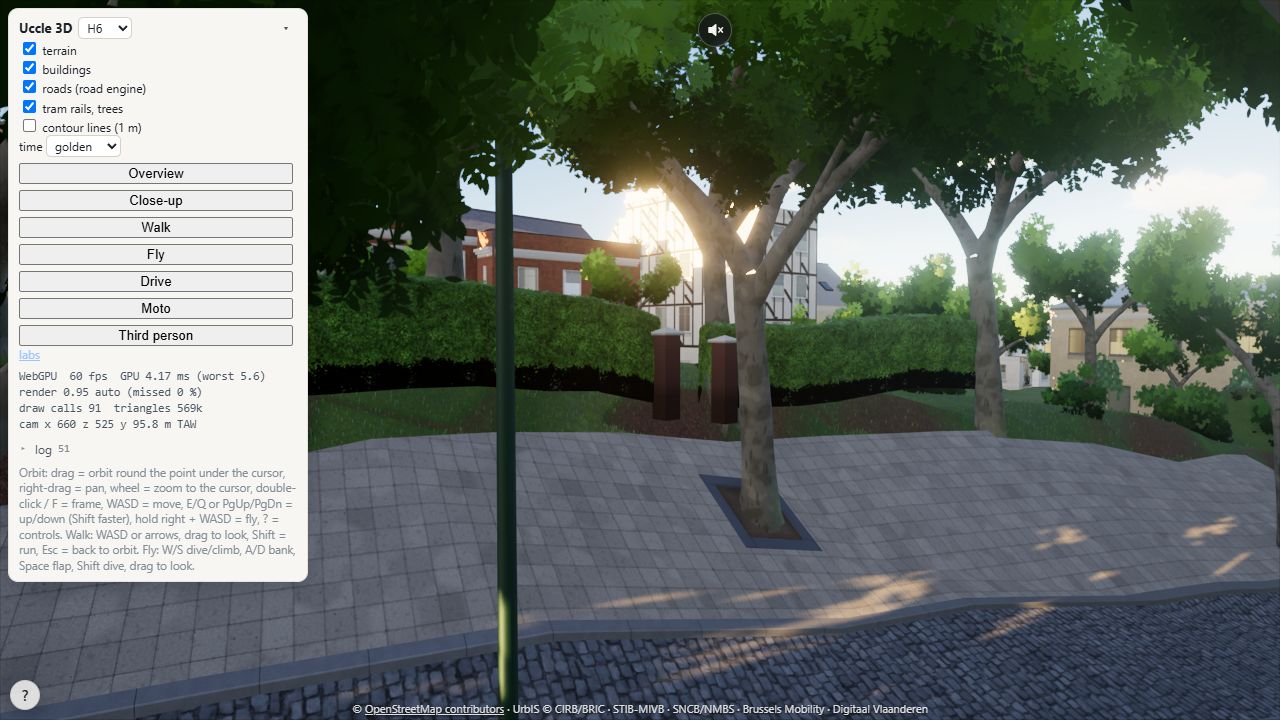 Uccle 3D H6
terrain
buildings
roads (road engine)
tram rails, trees
contour lines (1 m)
time golden
Overview
Close-up
Walk
Fly
Drive
Moto
Third person
labs
WebGPU 60 fps GPU 4.17 ms (worst 5.6)
render 0.95 auto (missed 0 %)
draw calls 91 triangles 569k
cam x 660 z 525 y 95.8 m TAW
log 51
Orbit: drag = orbit round the point under the cursor,
right-drag = pan, wheel = zoom to the cursor, double-
click / F = frame, WASD = move, E/Q or PgUp/PgDn =
up/down (Shift faster), hold right + WASD = fly, ? =
controls. Walk: WASD or arrows, drag to look, Shift =
run, Esc = back to orbit. Fly: W/S dive/climb, A/D bank,
Space flap, Shift dive, drag to look.
?
© OpenStreetMap contributors · UrbIS © CIRB/BRIC · STIB-MIVB · SNCB/NMBS · Brussels Mobility · Digitaal Vlaanderen